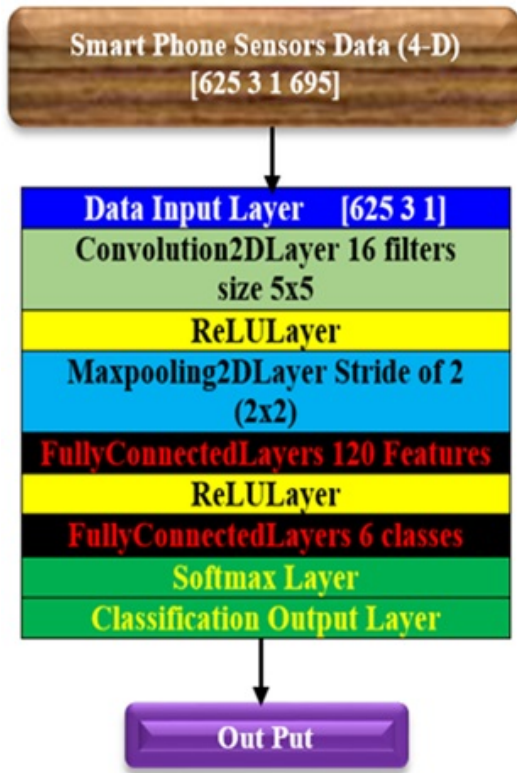 Smart Phone Sensors Data (4-D)
[625 3 1 695]
Data Input Layer [625 3 1]
Convolution2DLayer 16 filters
size 5x5
ReLULayer
Maxpooling2DLayer Stride of 2
(2x2)
FullyConnectedLayers 120 Features
ReLULayer
FullyConnectedLayers 6 classes
Softmax Layer
Classification Output Layer
Out Put